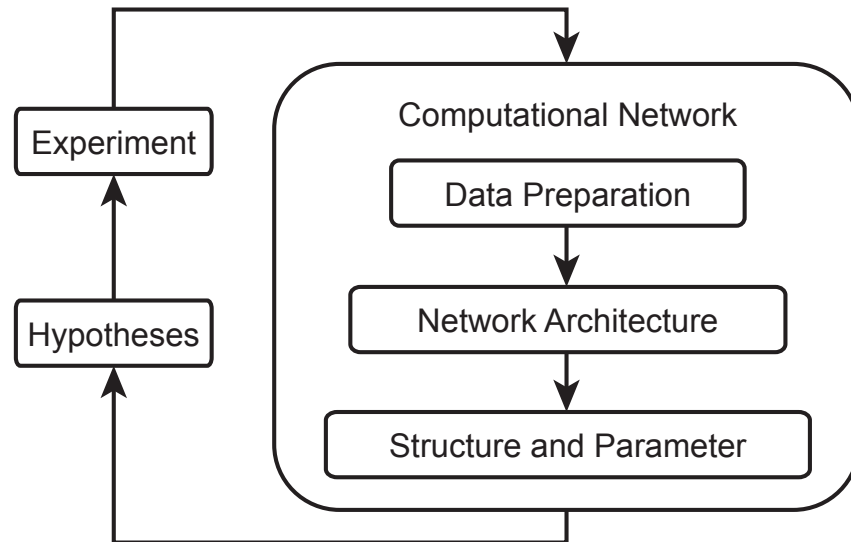 Experiment
Hypotheses
Computational Network
Data Preparation
Network Architecture
Structure and Parameter